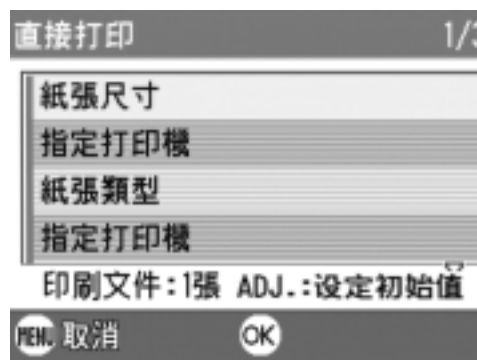 直接打印 1/3
紙張尺寸
指定打印機
紙張類型
指定打印機
印刷文件:1張 ADJ.:设定初始值
MENU 取消 OK